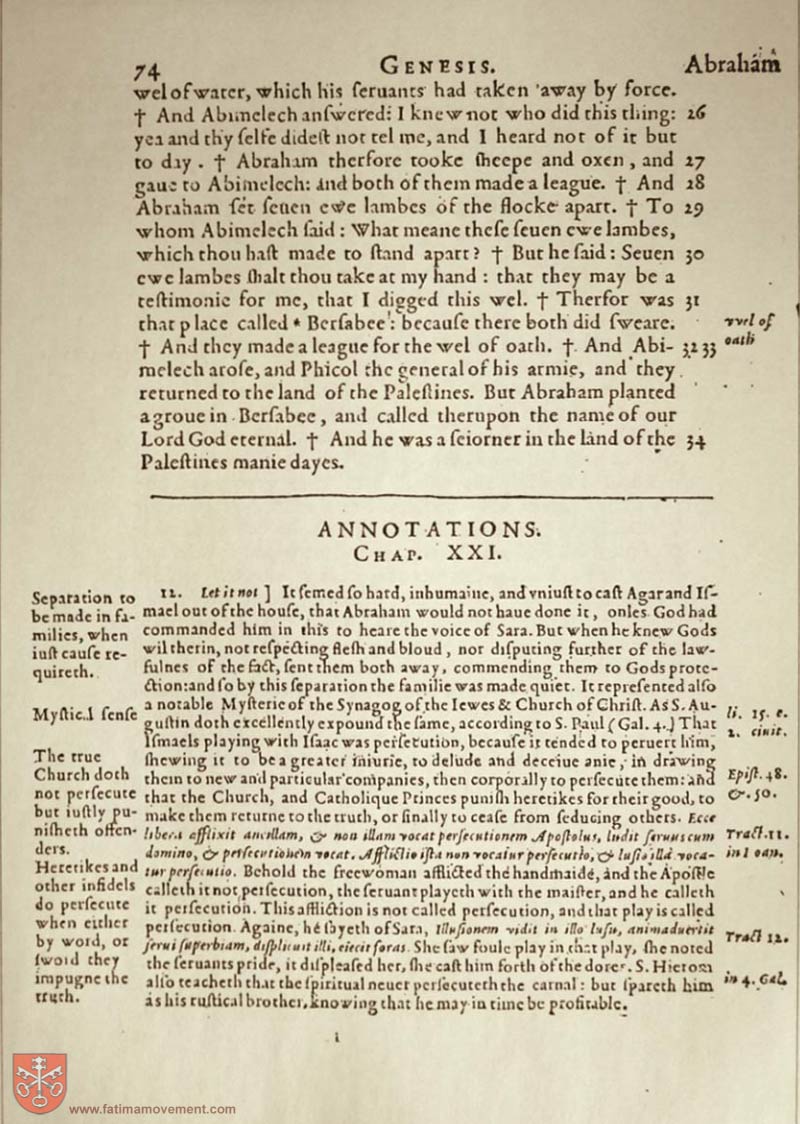 74 GENESIS. Abrahám
wel of water, which his ſeruants had taken away by force.
† And Abimelech anſwered: I knew not who did this thing: 26
yea and thy ſelfe dideſt not tel me, and I heard not of it but
to day. † Abraham therfore tooke ſheepe and oxen, and 27
gaue to Abimelech: and both of them made a league. † And 28
Abraham ſet ſeuen ewe lambes of the flocke apart. † To 29
whom Abimelech ſaid: What meane theſe ſeuen ewe lambes,
which thou haſt made to ſtand apart? † But he ſaid: Seuen 30
ewe lambes ſhalt thou take at my hand: that they may be a
teſtimonie for me, that I digged this wel. † Therfor was 31
that place called * Berſabee: becauſe there both did ſweare. vvel of
† And they made a league for the wel of oath. † And Abi- 32 33 oath
melech aroſe, and Phicol the general of his armie, and they
returned to the land of the Paleſtines. But Abraham planted
a groue in Berſabee, and called therupon the name of our
Lord God eternal. † And he was a ſeiorner in the land of the 34
Paleſtines manie dayes.
ANNOTATIONS.
CHAP. XXI.
Separation to
be made in fa-
milies, when
iuſt cauſe re-
quireth.
Myſtical ſenſe
The true
Church doth
not perſecute
but iuſtly pu-
niſheth offen-
ders.
Heretikes and
other infidels
do perſecute
when either
by word, or
ſword they
impugne the
truth.
12. Let it not ] It ſemed ſo hard, inhumaine, and vniuſt to caſt Agar and Iſ-
mael out of the houſe, that Abraham would not haue done it, onles God had
commanded him in this to heare the voice of Sara. But when he knew Gods
wil therin, not reſpecting fleſh and bloud, nor diſputing further of the law-
fulnes of the fact, ſent them both away, commending them to Gods prote-
ction: and ſo by this ſeparation the familie was made quiet. It repreſented alſo
a notable Myſterie of the Synagog of the Iewes & Church of Chriſt. As S. Au-
guſtin doth excellently expound the ſame, according to S. Paul (Gal. 4.) That
Iſmaels playing with Iſaac was perſecution, becauſe it tended to peruert him,
ſhewing it to be a greater iniurie, to delude and deceiue anie, in drawing
them to new and particular companies, then corporally to perſecute them: and
that the Church, and Catholique Princes puniſh heretikes for their good, to
make them returne to the truth, or finally to ceaſe from ſeducing others. Ecce
libera afflixit ancillam, & non illam vocat perſecutionem Apoſtolus, ludit ſeruus cum
domino, & perſecutionem vocat. Afflictio iſta non vocatur perſecutio, & luſio illa voca-
tur perſecutio. Behold the freewoman afflicted the handmaide, and the Apoſtle
calleth it not perſecution, the ſeruant playeth with the maiſter, and he calleth
it perſecution. This affliction is not called perſecution, and that play is called
perſecution. Againe, he ſayeth of Sara, Illuſionem vidit in illo luſu, animaduertit
ſerui ſuperbiam, diſplicuit illi, eiecit foras. She ſaw foule play in that play, ſhe noted
the ſeruants pride, it diſpleaſed her, ſhe caſt him forth of the dores. S. Hierom
alſo teacheth that the ſpiritual neuer perſecuteth the carnal: but ſpareth him
as his ruſtical brother, knowing that he may in time be profitable.
li. 15. c.
2. ciuit.
Epiſt. 48.
& 50.
Tract. 11.
in Ioan.
Tract 12.
in 4. Gal.
www.fatimamovement.com